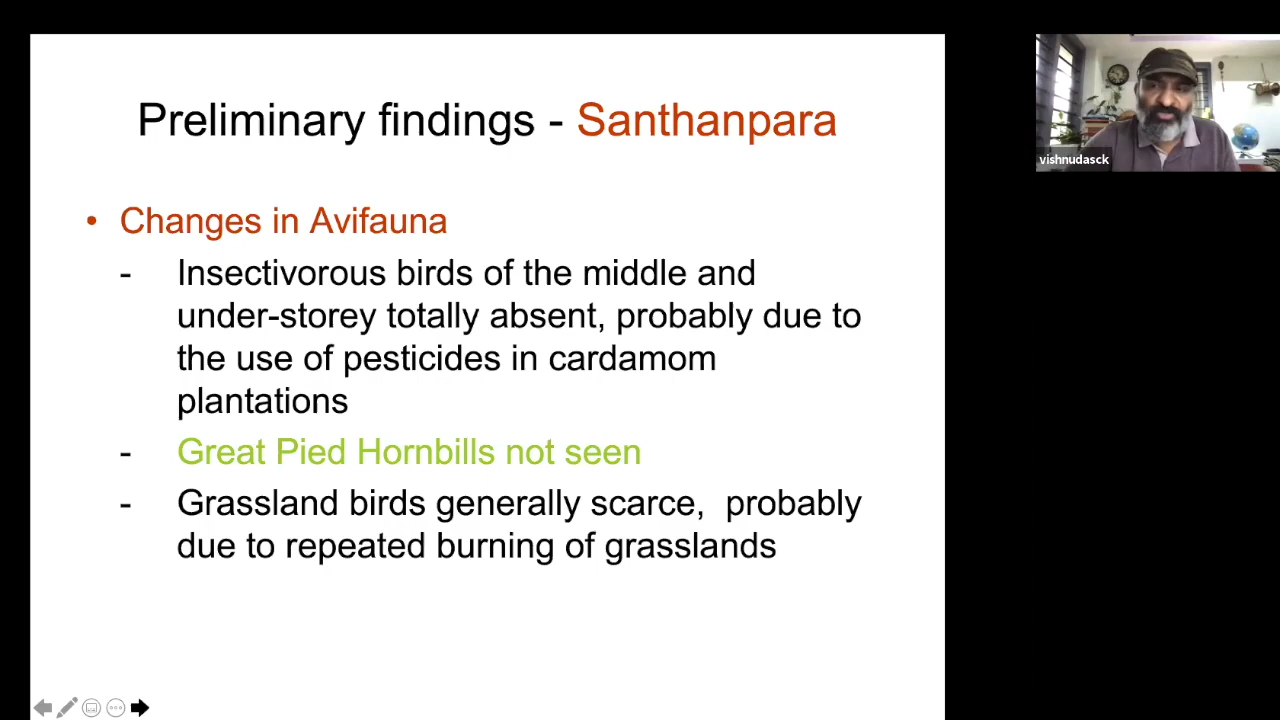 Preliminary findings - Santhanpara
• Changes in Avifauna
- Insectivorous birds of the middle and
under-storey totally absent, probably due to
the use of pesticides in cardamom
plantations
- Great Pied Hornbills not seen
- Grassland birds generally scarce,  probably
due to repeated burning of grasslands
vishnudasck